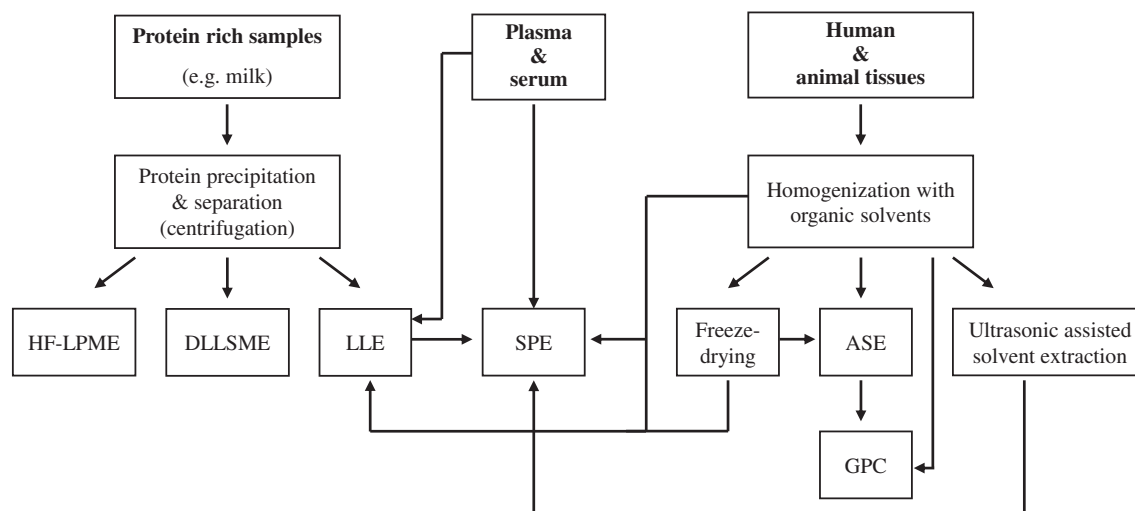 Protein rich samples
(e.g. milk)
Plasma
&
serum
Human
&
animal tissues
Protein precipitation
& separation
(centrifugation)
Homogenization with
organic solvents
HF-LPME
DLLSME
LLE
SPE
Freeze-
drying
ASE
Ultrasonic assisted
solvent extraction
GPC